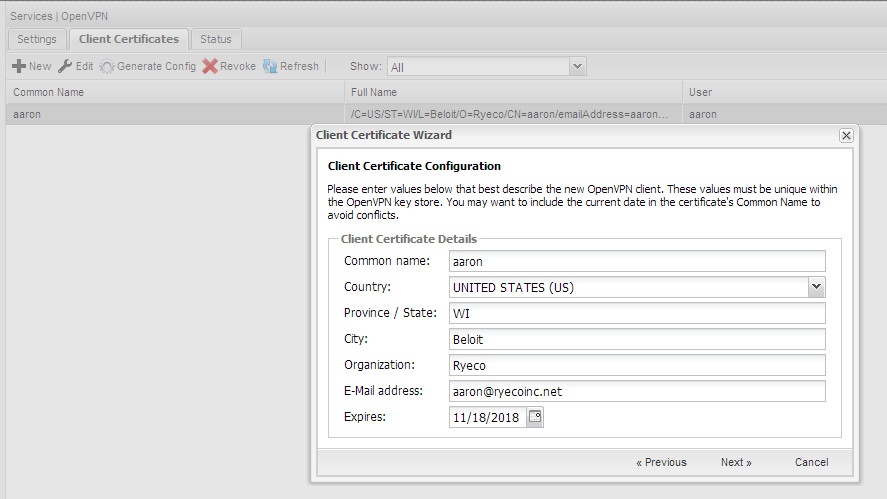 Services | OpenVPN
Settings Client Certificates Status
New Edit Generate Config Revoke Refresh | Show: All
Common Name Full Name User
aaron /C=US/ST=WI/L=Beloit/O=Ryeco/CN=aaron/emailAddress=aaron... aaron
Client Certificate Wizard
Client Certificate Configuration
Please enter values below that best describe the new OpenVPN client. These values must be unique within
the OpenVPN key store. You may want to include the current date in the certificate's Common Name to
avoid conflicts.
Client Certificate Details
Common name: aaron
Country: UNITED STATES (US)
Province / State: WI
City: Beloit
Organization: Ryeco
E-Mail address: aaron@ryecoinc.net
Expires: 11/18/2018
« Previous Next » Cancel